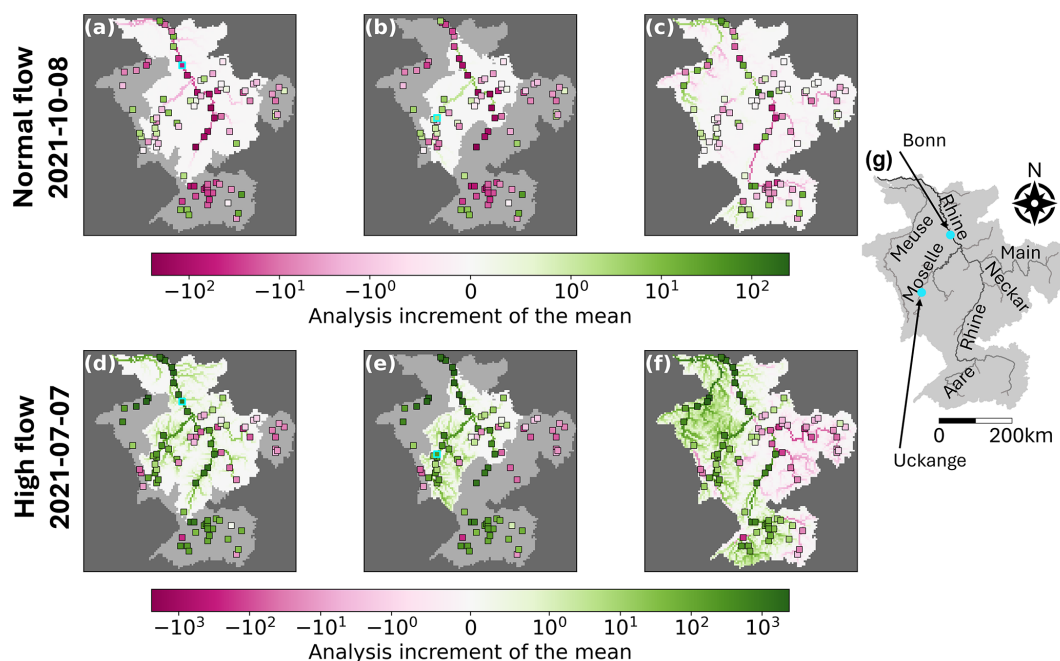 Normal flow
2021-10-08
(a)
(b)
(c)
−10²
−10¹
−10⁰
0
10⁰
10¹
10²
Analysis increment of the mean
High flow
2021-07-07
(d)
(e)
(f)
−10³
−10²
−10¹
−10⁰
0
10⁰
10¹
10²
10³
Analysis increment of the mean
(g)
Bonn
N
Rhine
Meuse
Moselle
Main
Neckar
Rhine
Aare
0 200km
Uckange